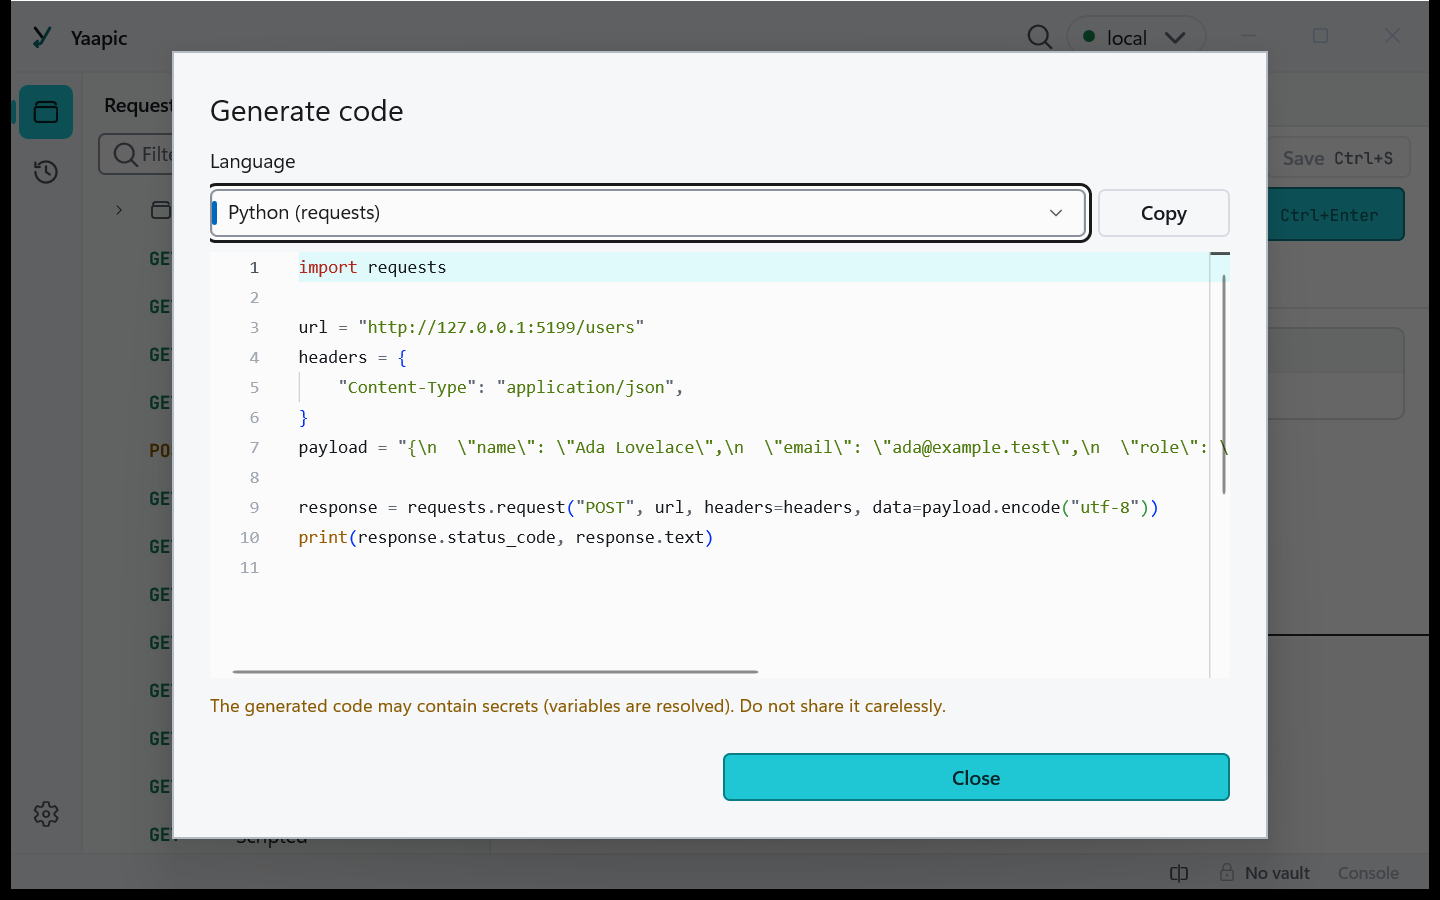 Yaapic
local
Generate code
Language
Python (requests)
Copy
Save Ctrl+S
Ctrl+Enter
1 import requests
2
3 url = "http://127.0.0.1:5199/users"
4 headers = {
5 "Content-Type": "application/json",
6 }
7 payload = "{\n  \"name\": \"Ada Lovelace\",\n  \"email\": \"ada@example.test\",\n  \"role\": \
8
9 response = requests.request("POST", url, headers=headers, data=payload.encode("utf-8"))
10 print(response.status_code, response.text)
11
The generated code may contain secrets (variables are resolved). Do not share it carelessly.
Close
No vault
Console